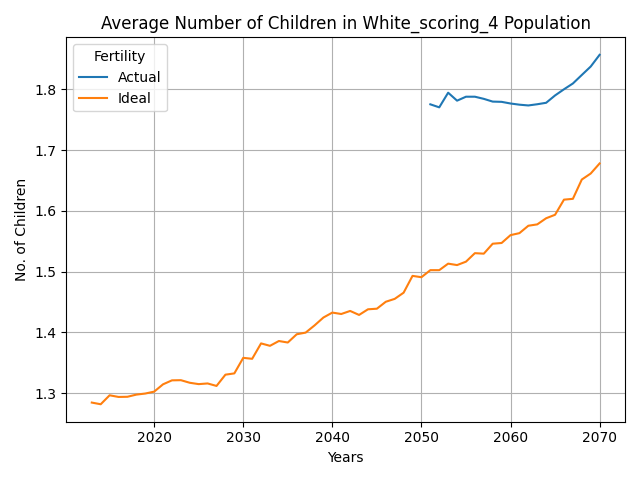 Average Number of Children in White_scoring_4 Population
Fertility
Actual
Ideal
No. of Children
1.8
1.7
1.6
1.5
1.4
1.3
2020 2030 2040 2050 2060 2070
Years